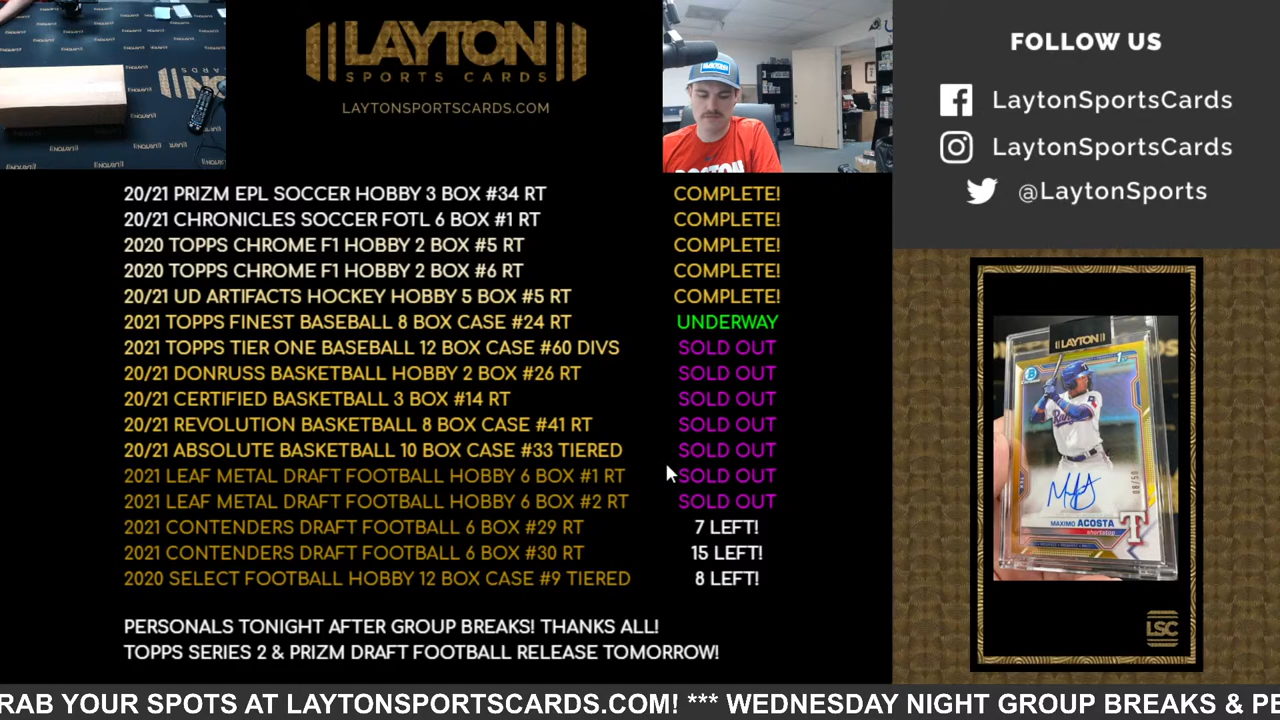 LAYTON
SPORTS CARDS
LAYTONSPORTSCARDS.COM
FOLLOW US
LaytonSportsCards
LaytonSportsCards
@LaytonSports
20/21 PRIZM EPL SOCCER HOBBY 3 BOX #34 RT COMPLETE!
20/21 CHRONICLES SOCCER FOTL 6 BOX #1 RT COMPLETE!
2020 TOPPS CHROME F1 HOBBY 2 BOX #5 RT COMPLETE!
2020 TOPPS CHROME F1 HOBBY 2 BOX #6 RT COMPLETE!
20/21 UD ARTIFACTS HOCKEY HOBBY 5 BOX #5 RT COMPLETE!
2021 TOPPS FINEST BASEBALL 8 BOX CASE #24 RT UNDERWAY
2021 TOPPS TIER ONE BASEBALL 12 BOX CASE #60 DIVS SOLD OUT
20/21 DONRUSS BASKETBALL HOBBY 2 BOX #26 RT SOLD OUT
20/21 CERTIFIED BASKETBALL 3 BOX #14 RT SOLD OUT
20/21 REVOLUTION BASKETBALL 8 BOX CASE #41 RT SOLD OUT
20/21 ABSOLUTE BASKETBALL 10 BOX CASE #33 TIERED SOLD OUT
2021 LEAF METAL DRAFT FOOTBALL HOBBY 6 BOX #1 RT SOLD OUT
2021 LEAF METAL DRAFT FOOTBALL HOBBY 6 BOX #2 RT SOLD OUT
2021 CONTENDERS DRAFT FOOTBALL 6 BOX #29 RT 7 LEFT!
2021 CONTENDERS DRAFT FOOTBALL 6 BOX #30 RT 15 LEFT!
2020 SELECT FOOTBALL HOBBY 12 BOX CASE #9 TIERED 8 LEFT!
PERSONALS TONIGHT AFTER GROUP BREAKS! THANKS ALL!
TOPPS SERIES 2 & PRIZM DRAFT FOOTBALL RELEASE TOMORROW!
LAYTON
1st
08/50
MAXIMO ACOSTA
shortstop
T
LSC
RAB YOUR SPOTS AT LAYTONSPORTSCARDS.COM! *** WEDNESDAY NIGHT GROUP BREAKS & PE